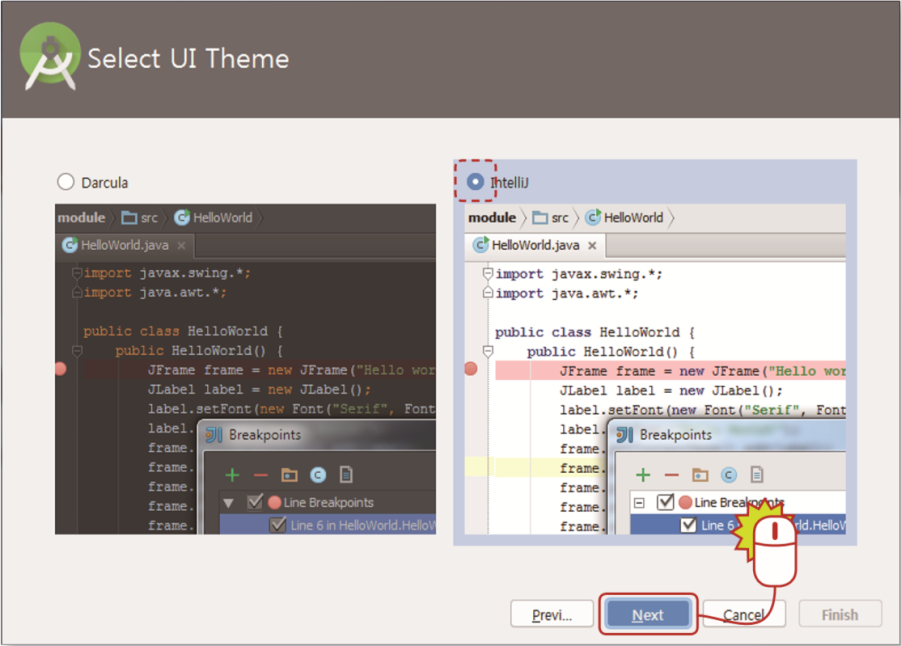 Select UI Theme
Darcula
module src HelloWorld
HelloWorld.java ×
import javax.swing.*;
import java.awt.*;
public class HelloWorld {
public HelloWorld() {
JFrame frame = new JFrame("Hello wor
JLabel label = new JLabel();
label.setFont(new Font("Serif", Font
label.
frame.
frame.
frame.
frame.
frame.
Breakpoints
Line Breakpoints
Line 6 in HelloWorld.HelloW
IntelliJ
module src HelloWorld
HelloWorld.java ×
import javax.swing.*;
import java.awt.*;
public class HelloWorld {
public HelloWorld() {
JFrame frame = new JFrame("Hello wor
JLabel label = new JLabel();
label.setFont(new Font("Serif", Font
label.
frame.
frame.
frame.
frame.
frame.
Breakpoints
Line Breakpoints
Line 6 rld.HelloW
Previ... Next Cancel Finish